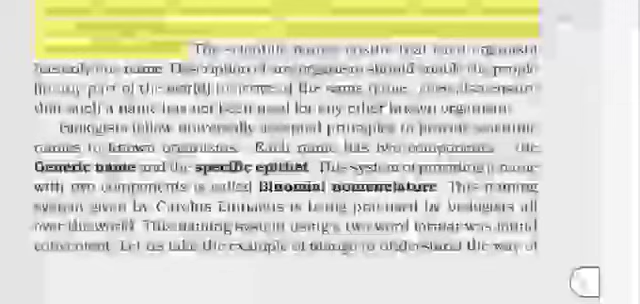 The scientific names ensure that each organism
has only one name. Description of any organism should enable the people
(in any part of the world) to arrive at the same name. They also ensure
that such a name has not been used for any other known organism.
Biologists follow universally accepted principles to provide scientific
names to known organisms. Each name has two components – the
Generic name and the specific epithet. This system of providing a name
with two components is called Binomial nomenclature. This naming
system given by Carolus Linnaeus is being practised by biologists all
over the world. This naming system using a two word format was found
convenient. Let us take the example of mango to understand the way of